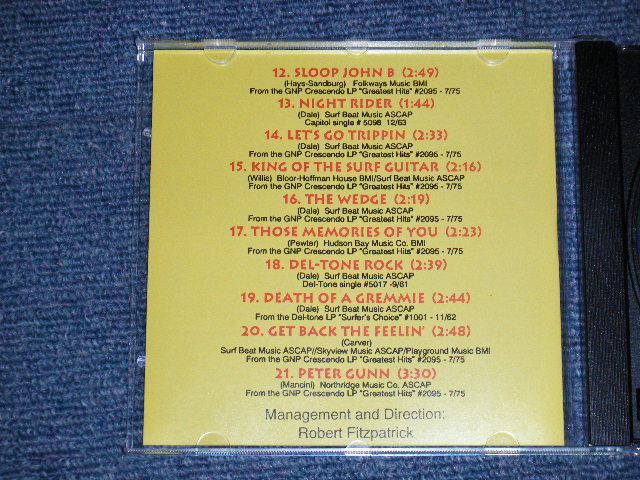 12. SLOOP JOHN B (2:49)
(Hays-Sandburg) Folkways Music BMI
From the GNP Crescendo LP "Greatest Hits" #2095 - 7/75
13. NIGHT RIDER (1:44)
(Dale) Surf Beat Music ASCAP
Capitol single # 5098 12/63
14. LET'S GO TRIPPIN (2:33)
(Dale) Surf Beat Music ASCAP
From the GNP Crescendo LP "Greatest Hits" #2095 - 7/75
15. KING OF THE SURF GUITAR (2:16)
(Willis) Bloor-Hoffman House BMI/Surf Beat Music ASCAP
From the GNP Crescendo LP "Greatest Hits" #2095 - 7/75
16. THE WEDGE (2:19)
(Dale) Surf Beat Music ASCAP
From the GNP Crescendo LP "Greatest Hits" #2095 - 7/75
17. THOSE MEMORIES OF YOU (2:23)
(Pewter) Hudson Bay Music Co. BMI
From the GNP Crescendo LP "Greatest Hits" #2095 - 7/75
18. DEL-TONE ROCK (2:39)
(Dale) Surf Beat Music ASCAP
Del-Tone single #5017 -9/61
19. DEATH OF A GREMMIE (2:44)
(Dale) Surf Beat Music ASCAP
From the Del-tone LP "Surfer's Choice" #1001 - 11/62
20. GET BACK THE FEELIN' (2:48)
(Carver)
Surf Beat Music ASCAP//Skyview Music ASCAP/Playground Music BMI
From the GNP Crescendo LP "Greatest Hits" #2095 - 7/75
21. PETER GUNN (3:30)
(Mancini) Northridge Music Co. ASCAP
From the GNP Crescendo LP "Greatest Hits" #2095 - 7/75
Management and Direction:
Robert Fitzpatrick